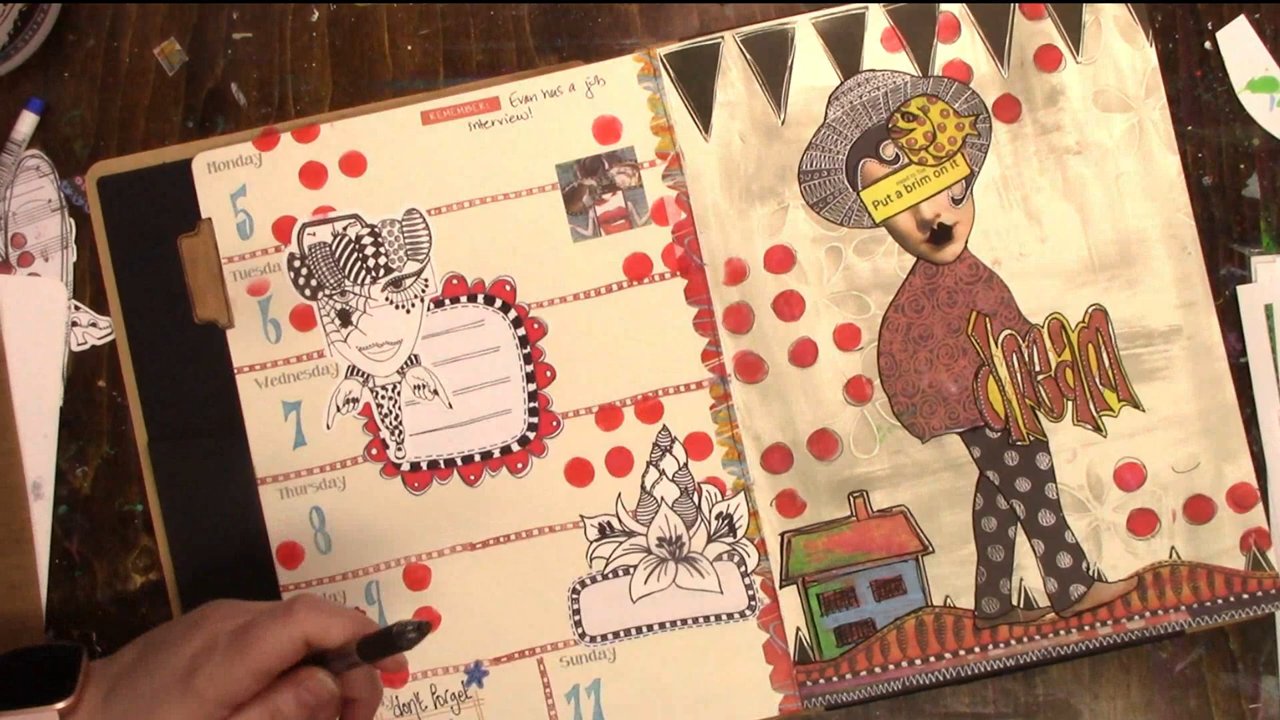 REMEMBER: Evan has a job
interview!
Monday
5
Tuesda
6
Wednesday
7
Thursday
8
9
don't forget
Sunday
11
Put a brim on it
dream